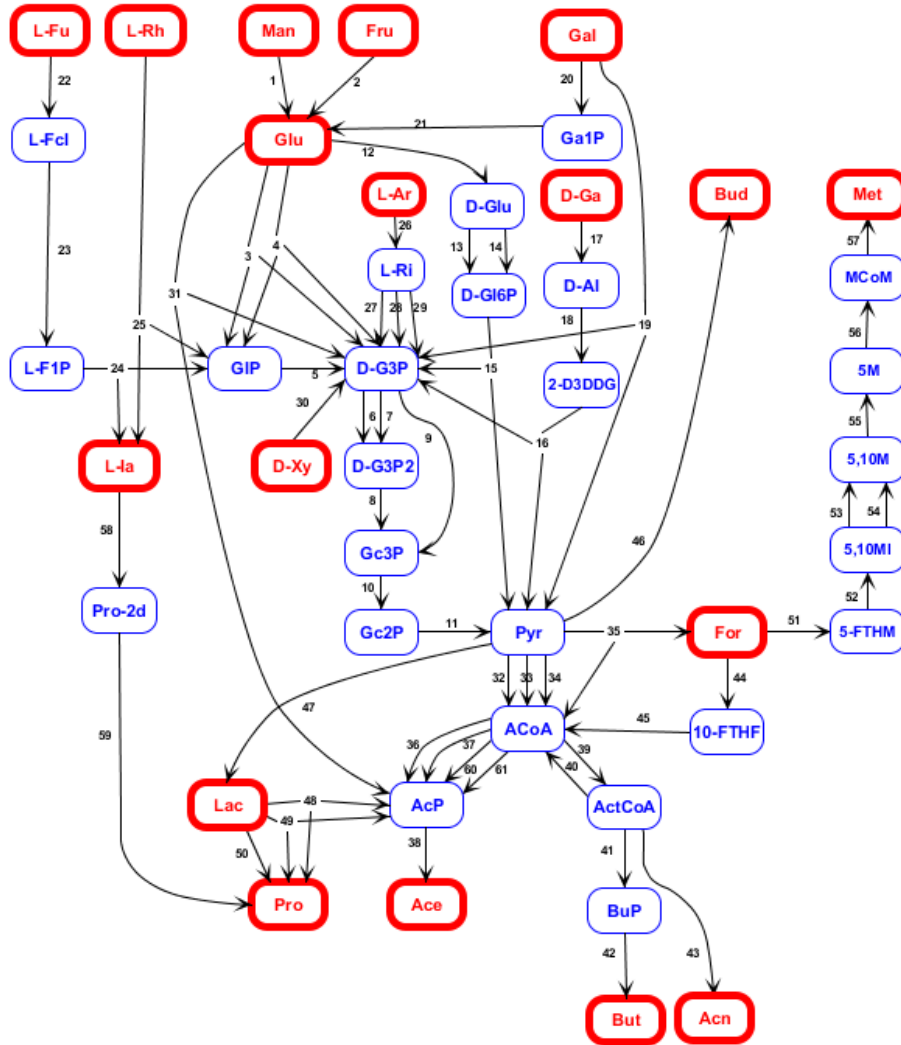 L-Fu L-Rh Man Fru Gal
22 1 2 20
L-Fcl Glu 21 Ga1P
12
L-Ar D-Glu D-Ga Bud Met
26 13 14 17 57
23 3 4 L-Ri D-Gl6P D-Al MCoM
31 27 28 29
25 18 19 56
L-F1P 24 GlP 5 D-G3P 15 2-D3DDG 5M
30 6 7 9 16 55
L-la D-Xy D-G3P2 5,10M
8 53 54
58 Gc3P 46 5,10Ml
10 52
Pro-2d Gc2P 11 Pyr 35 For 51 5-FTHM
32 33 34 44
47 36 37 ACoA 45 10-FTHF
59 60 61 39 40
Lac 48 AcP ActCoA
49 50 38 41
Pro Ace BuP
42 43
But Acn